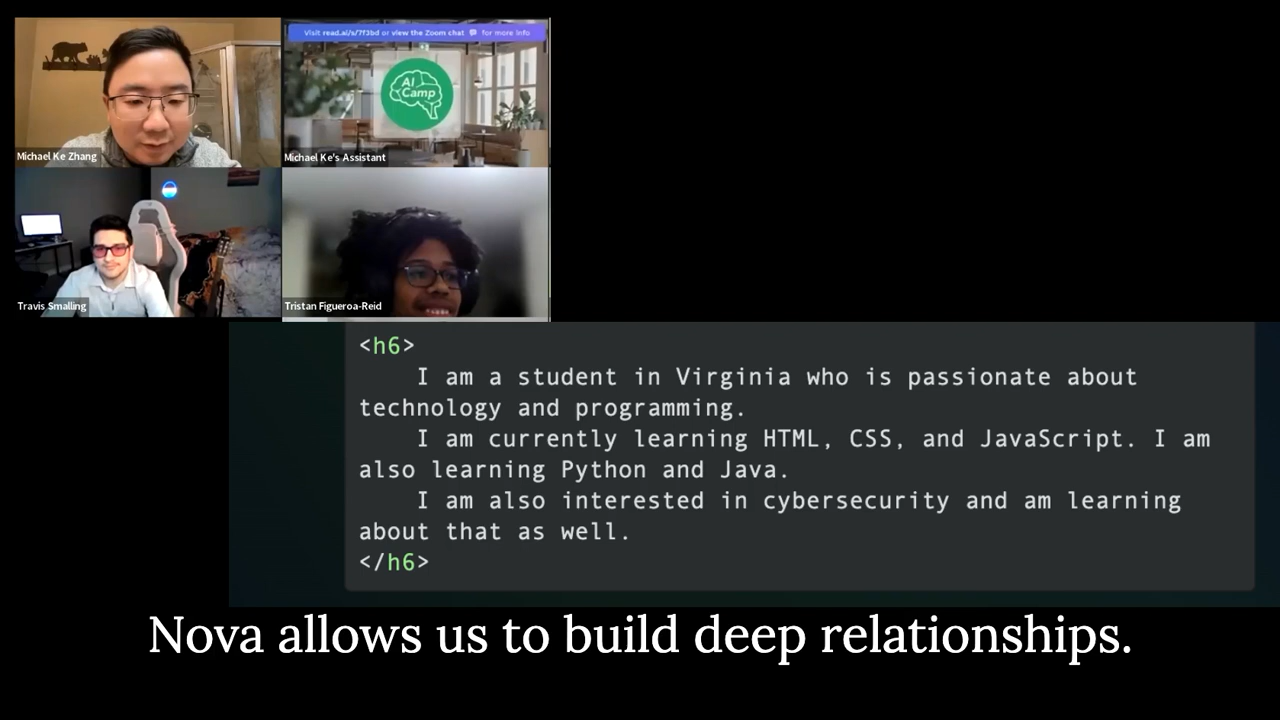 Visit read.ai/s/7f3bd or view the Zoom chat for more info
AI
Camp
Michael Ke Zhang
Michael Ke's Assistant
Travis Smalling
Tristan Figueroa-Reid
<h6>
I am a student in Virginia who is passionate about
technology and programming.
I am currently learning HTML, CSS, and JavaScript. I am
also learning Python and Java.
I am also interested in cybersecurity and am learning
about that as well.
</h6>
Nova allows us to build deep relationships.